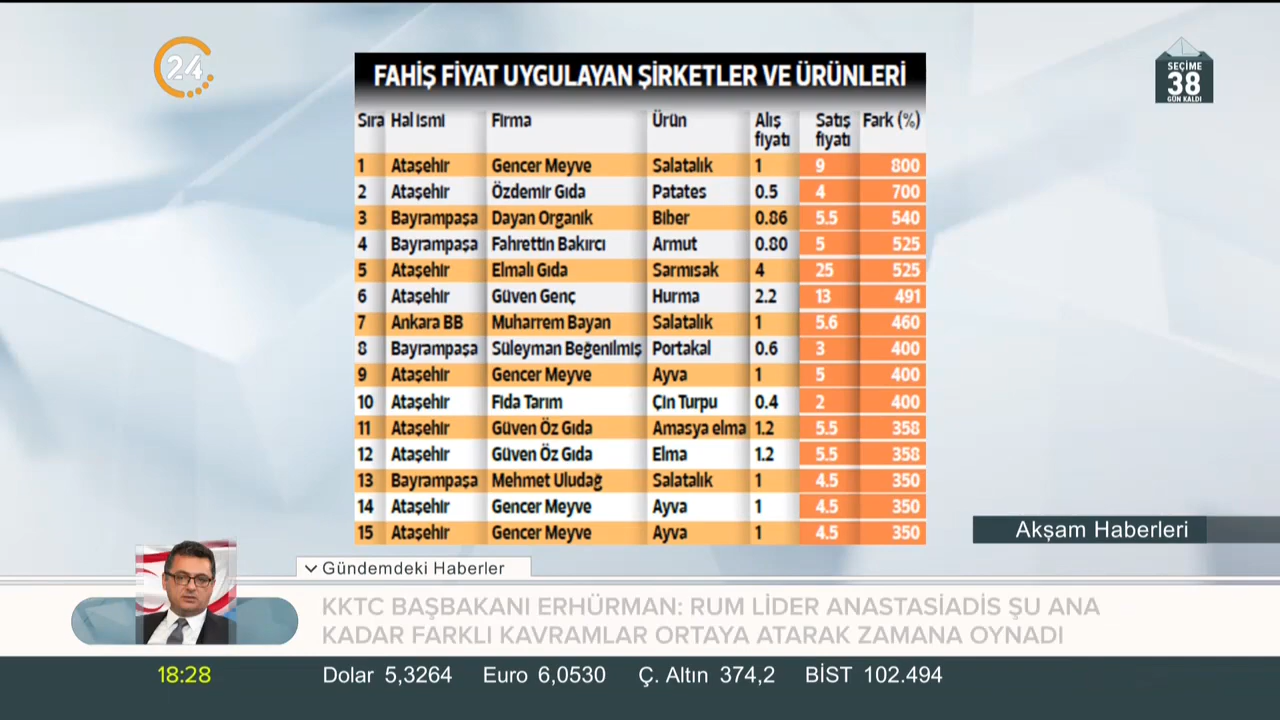 24
SEÇİME
38
GÜN KALDI
FAHİŞ FİYAT UYGULAYAN ŞİRKETLER VE ÜRÜNLERİ
Sıra Hal ismi Firma Ürün Alış fiyatı Satış fiyatı Fark (%)
1 Ataşehir Gencer Meyve Salatalık 1 9 800
2 Ataşehir Özdemir Gıda Patates 0.5 4 700
3 Bayrampaşa Dayan Organik Biber 0.86 5.5 540
4 Bayrampaşa Fahrettin Bakırcı Armut 0.80 5 525
5 Ataşehir Elmalı Gıda Sarmısak 4 25 525
6 Ataşehir Güven Genç Hurma 2.2 13 491
7 Ankara BB Muharrem Bayan Salatalık 1 5.6 460
8 Bayrampaşa Süleyman Beğenilmiş Portakal 0.6 3 400
9 Ataşehir Gencer Meyve Ayva 1 5 400
10 Ataşehir Fida Tarım Çin Turpu 0.4 2 400
11 Ataşehir Güven Öz Gıda Amasya elma 1.2 5.5 358
12 Ataşehir Güven Öz Gıda Elma 1.2 5.5 358
13 Bayrampaşa Mehmet Uludağ Salatalık 1 4.5 350
14 Ataşehir Gencer Meyve Ayva 1 4.5 350
15 Ataşehir Gencer Meyve Ayva 1 4.5 350
Akşam Haberleri
Gündemdeki Haberler
KKTC BAŞBAKANI ERHÜRMAN: RUM LİDER ANASTASİADİS ŞU ANA
KADAR FARKLI KAVRAMLAR ORTAYA ATARAK ZAMANA OYNADI
18:28 Dolar 5,3264 Euro 6,0530 Ç. Altın 374,2 BİST 102.494